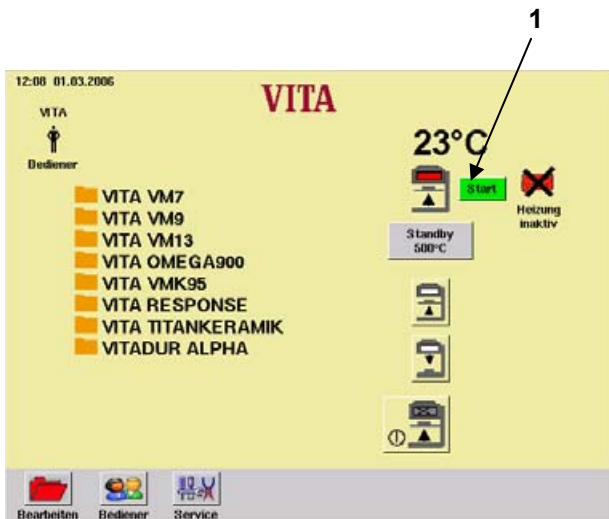 1
12:08 01.03.2006
VITA
VITA
Bediener
23°C
Start
Heizung
inaktiv
Standby
500°C
VITA VM7
VITA VM9
VITA VM13
VITA OMEGA900
VITA VMK95
VITA RESPONSE
VITA TITANKERAMIK
VITADUR ALPHA
Bearbeiten
Bediener
Service